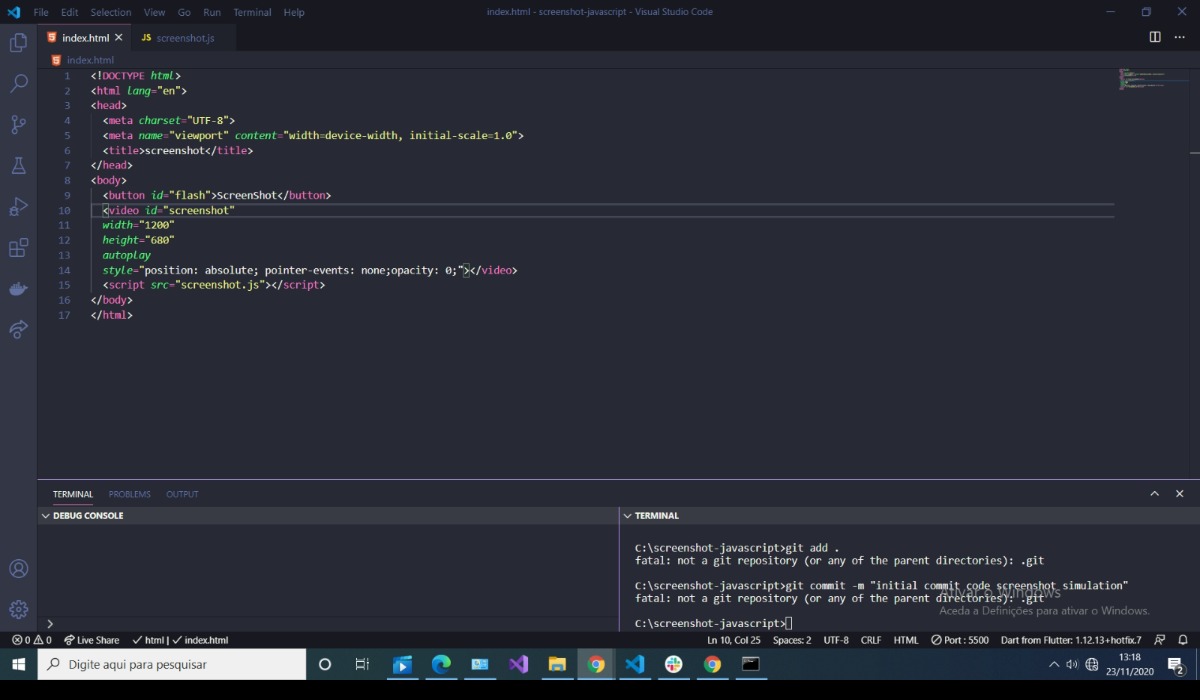 File Edit Selection View Go Run Terminal Help
index.html - screenshot-javascript - Visual Studio Code
index.html
JS screenshot.js
index.html
1 <!DOCTYPE html>
2 <html lang="en">
3 <head>
4 <meta charset="UTF-8">
5 <meta name="viewport" content="width=device-width, initial-scale=1.0">
6 <title>screenshot</title>
7 </head>
8 <body>
9 <button id="flash">ScreenShot</button>
10 <video id="screenshot"
11 width="1200"
12 height="680"
13 autoplay
14 style="position: absolute; pointer-events: none;opacity: 0;"></video>
15 <script src="screenshot.js"></script>
16 </body>
17 </html>
TERMINAL PROBLEMS OUTPUT
DEBUG CONSOLE
TERMINAL
C:\screenshot-javascript>git add .
fatal: not a git repository (or any of the parent directories): .git
C:\screenshot-javascript>git commit -m "initial commit code screenshot simulation"
fatal: not a git repository (or any of the parent directories): .git
C:\screenshot-javascript>
Ativar o Windows
Aceda a Definições para ativar o Windows.
0 0 Live Share html | index.html
Ln 10, Col 25 Spaces: 2 UTF-8 CRLF HTML Port : 5500 Dart from Flutter: 1.12.13+hotfix.7
Digite aqui para pesquisar
13:18
23/11/2020
2